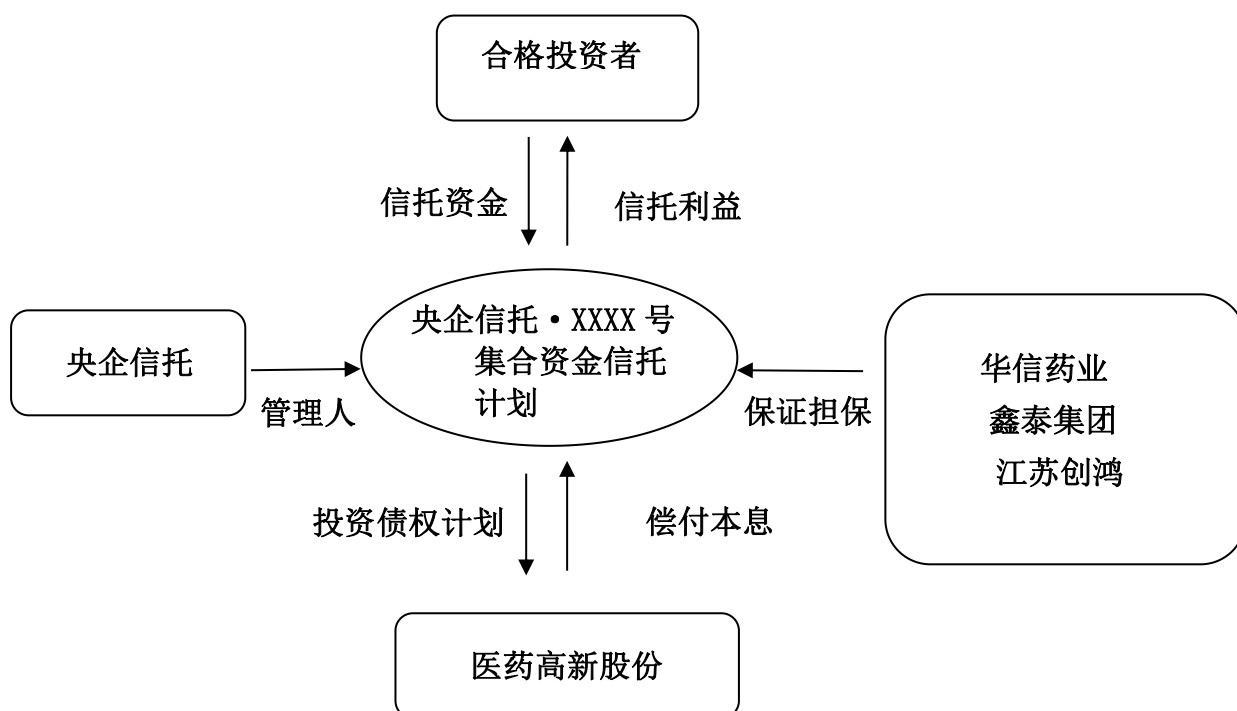 合格投资者
信托资金
信托利益
央企信托·XXXX 号
集合资金信托
计划
央企信托
管理人
保证担保
华信药业
鑫泰集团
江苏创鸿
投资债权计划
偿付本息
医药高新股份